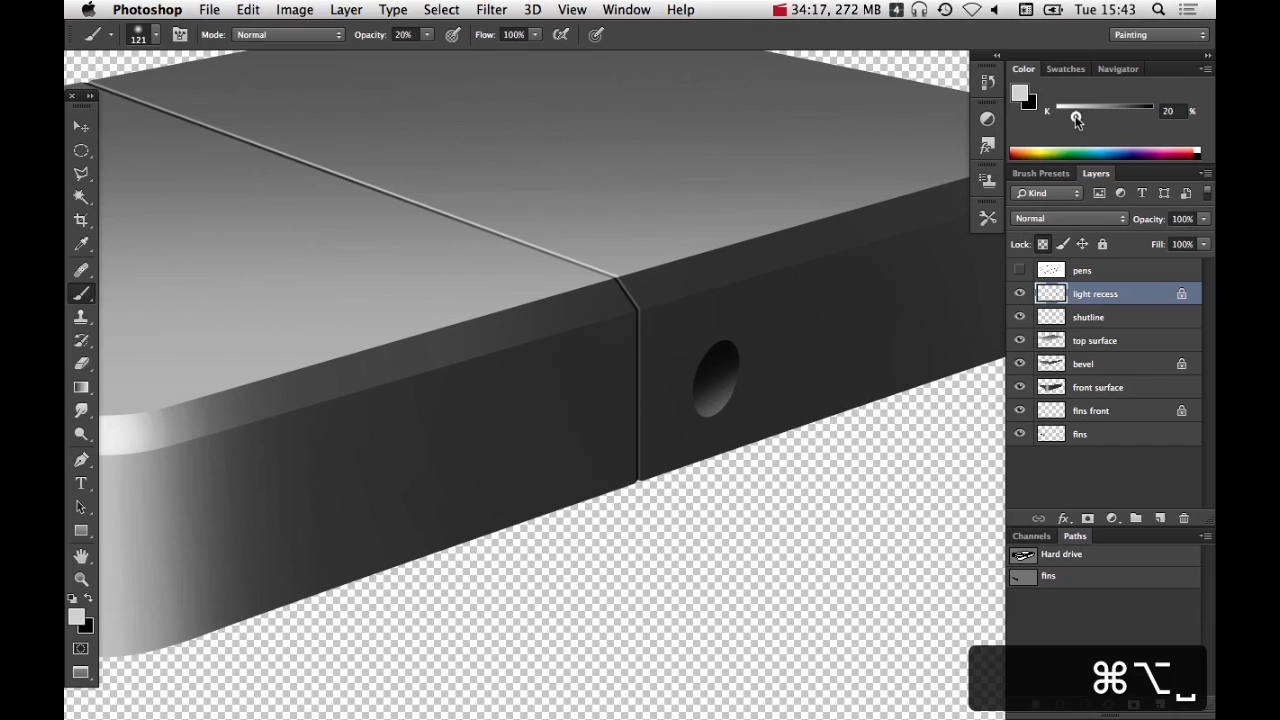 Photoshop File Edit Image Layer Type Select Filter 3D View Window Help 34:17, 272 MB 4 Tue 15:43
121 Mode: Normal Opacity: 20% Flow: 100% Painting
Color Swatches Navigator
K 20 %
Brush Presets Layers
Kind
Normal Opacity: 100%
Lock: Fill: 100%
pens
light recess
shutline
top surface
bevel
front surface
fins front
fins
fx
Channels Paths
Hard drive
fins
T
⌘⌥⎵